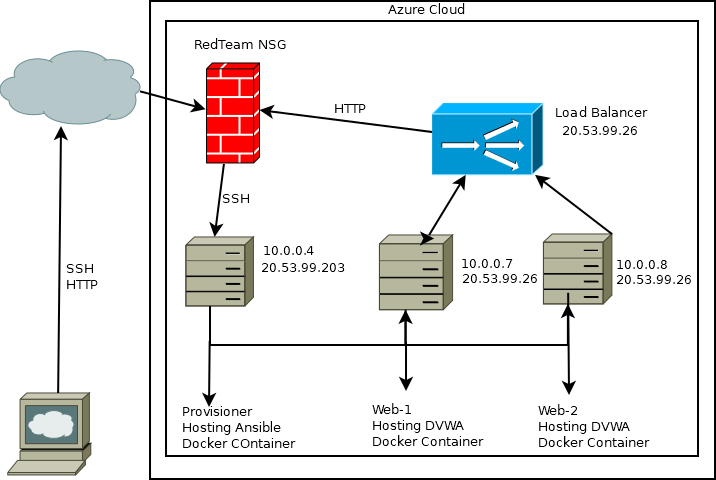 Azure Cloud
RedTeam NSG
HTTP
Load Balancer
20.53.99.26
SSH
10.0.0.4
20.53.99.203
10.0.0.7
20.53.99.26
10.0.0.8
20.53.99.26
SSH
HTTP
Provisioner
Hosting Ansible
Docker COntainer
Web-1
Hosting DVWA
Docker Container
Web-2
Hosting DVWA
Docker Container